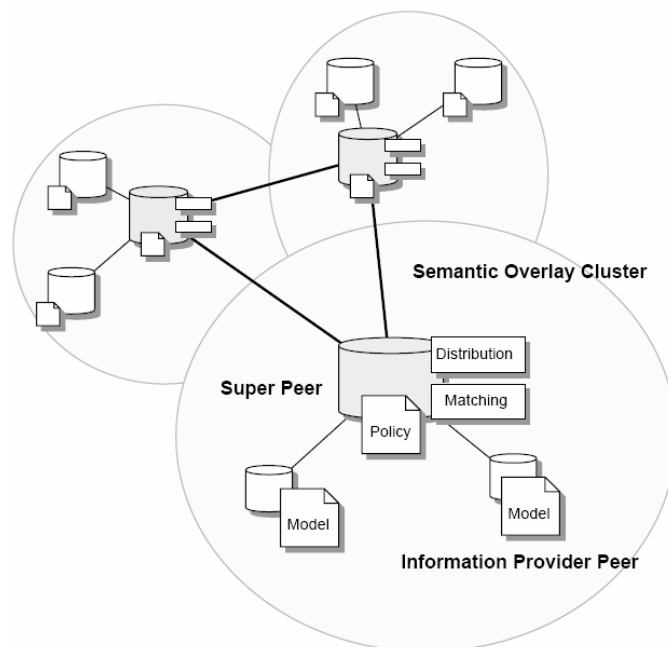 Semantic Overlay Cluster
Distribution
Super Peer
Matching
Policy
Model
Model
Information Provider Peer